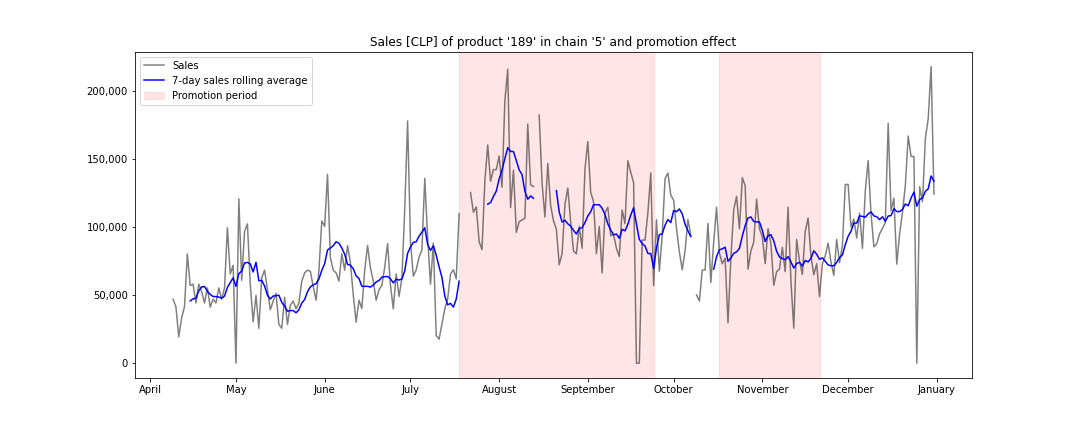 Sales [CLP] of product '189' in chain '5' and promotion effect
Sales
7-day sales rolling average
Promotion period
200,000
150,000
100,000
50,000
0
April May June July August September October November December January